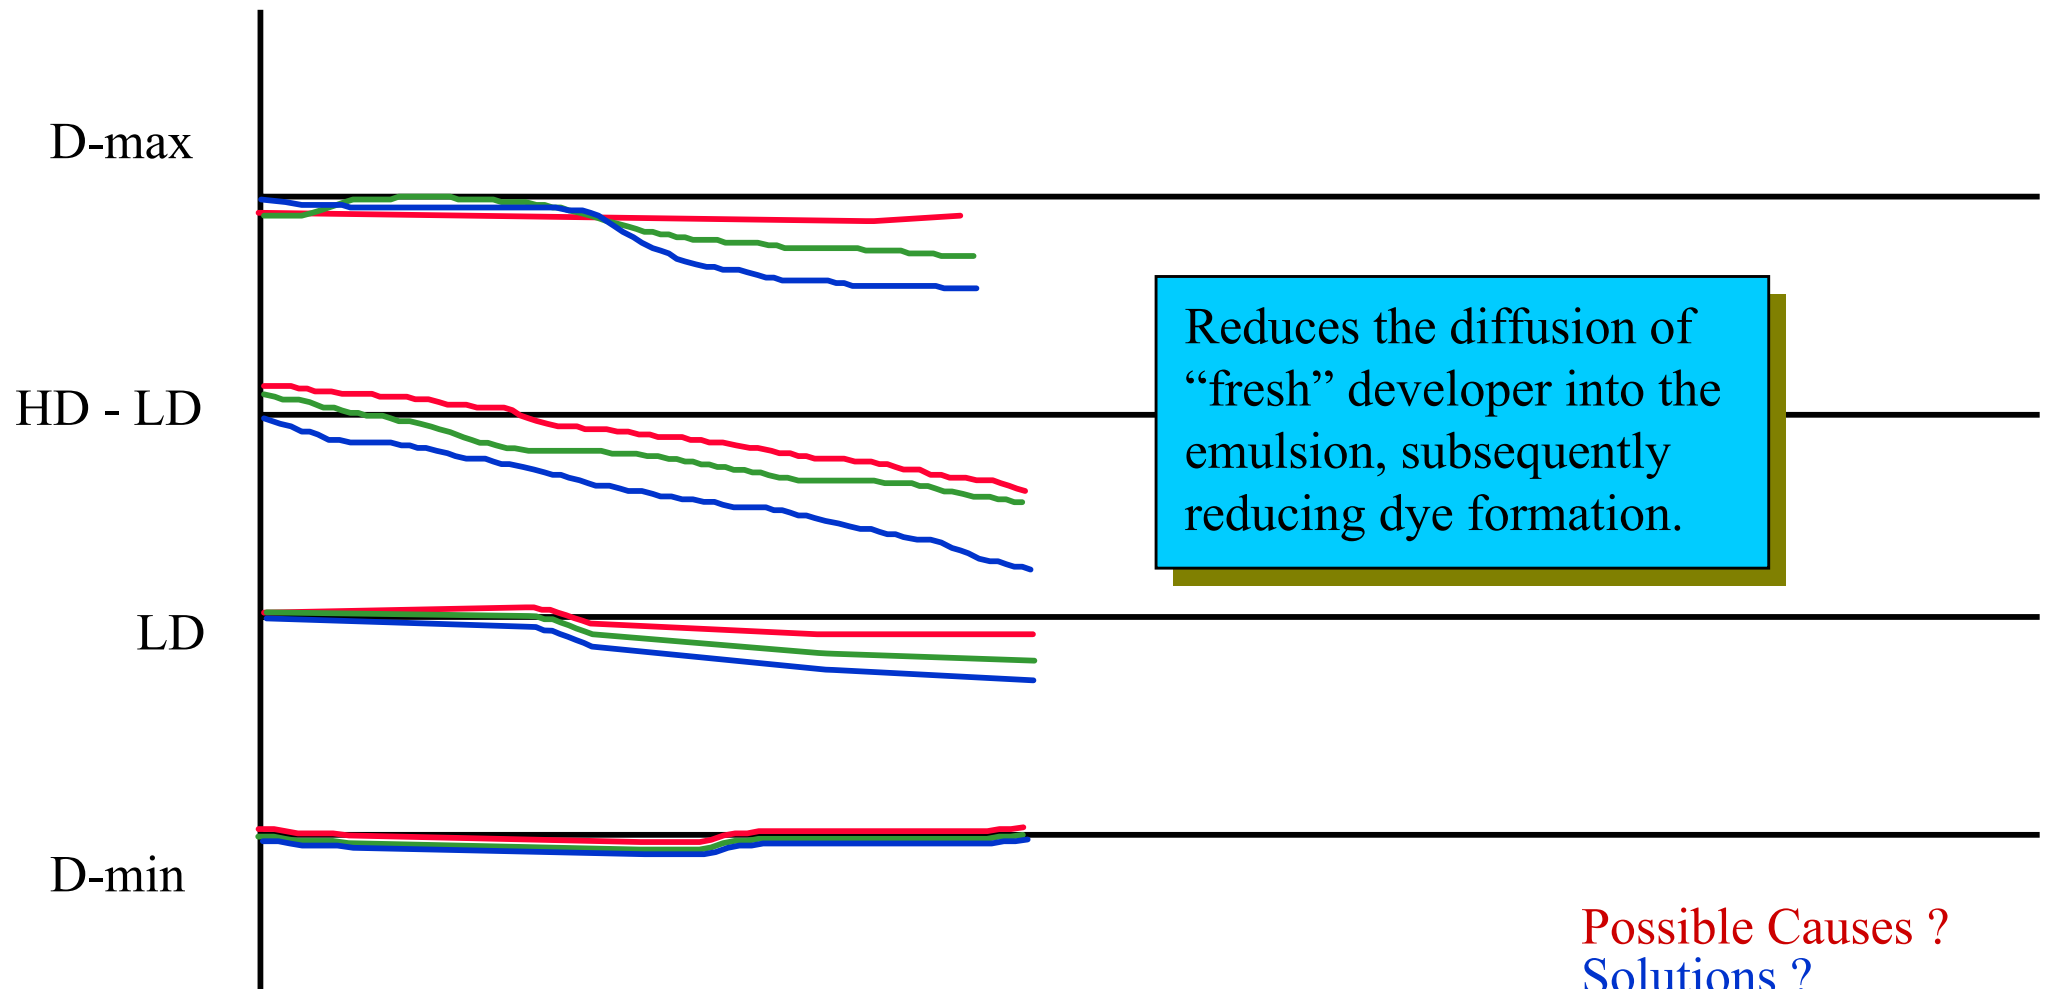 D-max
HD - LD
Reduces the diffusion of
“fresh” developer into the
emulsion, subsequently
reducing dye formation.
LD
D-min
Possible Causes ?
Solutions ?